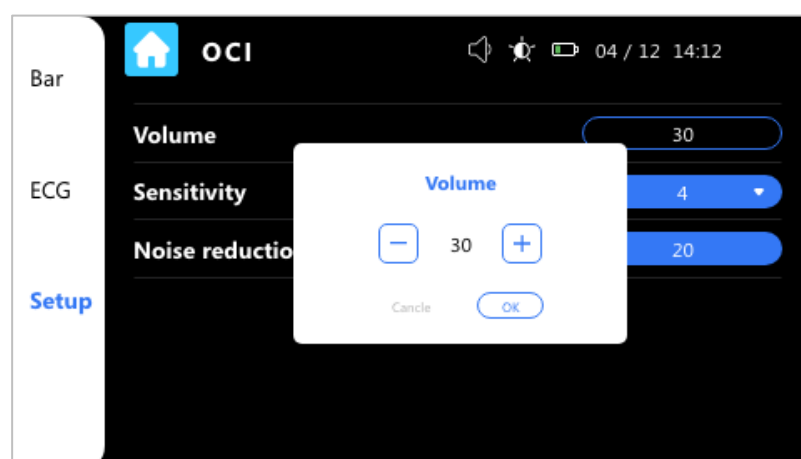 OCI 04 / 12 14:12
Bar
Volume 30
ECG
Sensitivity 4
Noise reductio 20
Setup
Volume
30
Cancle OK